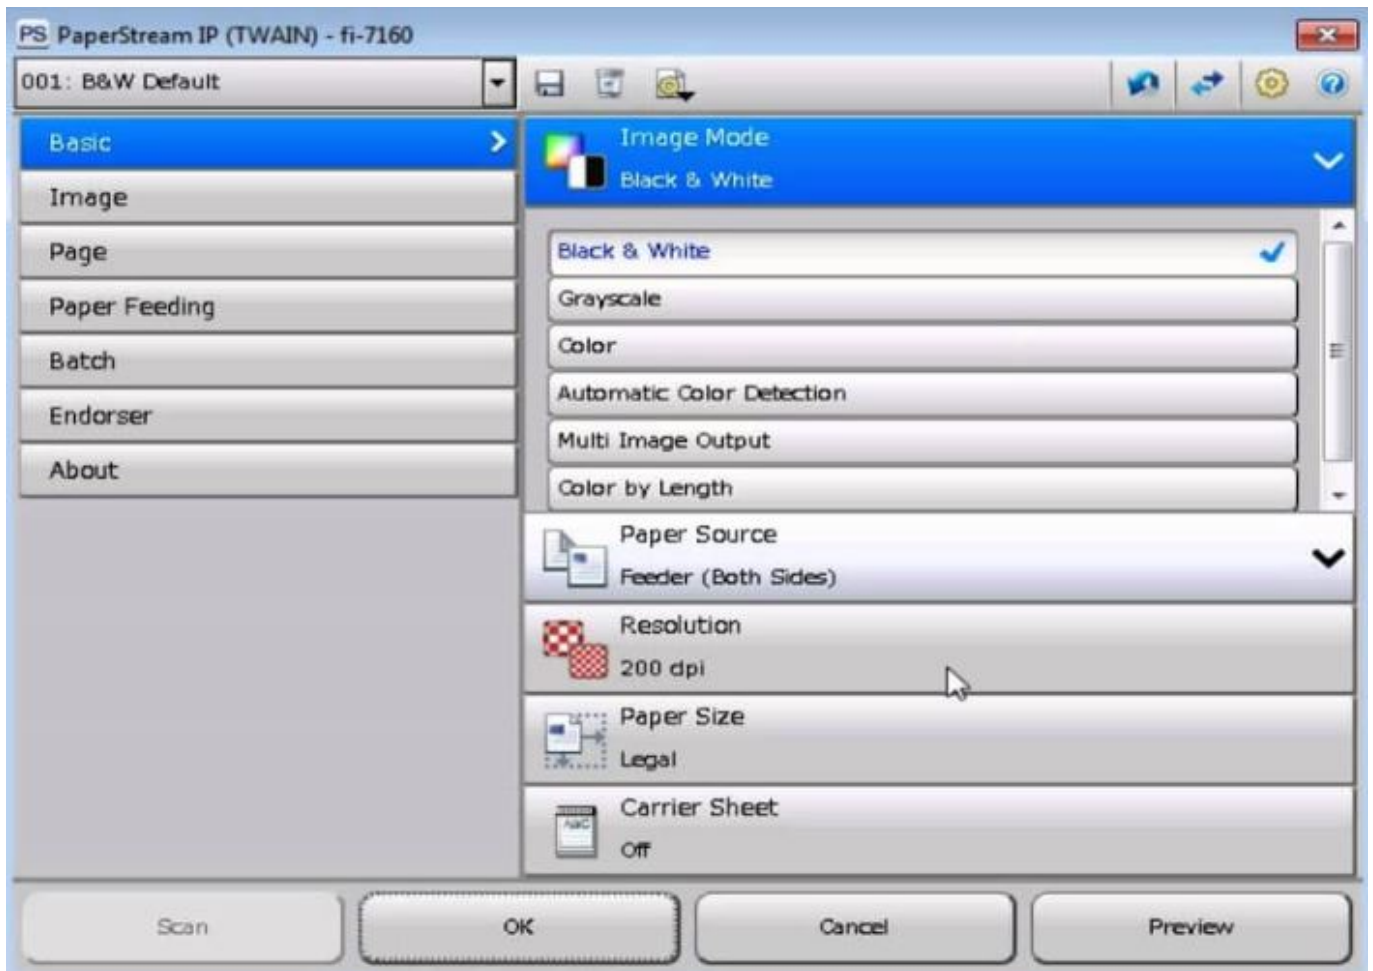 PS PaperStream IP (TWAIN) - fi-7160
001: B&W Default
Basic
Image
Page
Paper Feeding
Batch
Endorser
About
Image Mode
Black & White
Black & White
Grayscale
Color
Automatic Color Detection
Multi Image Output
Color by Length
Paper Source
Feeder (Both Sides)
Resolution
200 dpi
Paper Size
Legal
ABC
Carrier Sheet
Off
Scan
OK
Cancel
Preview